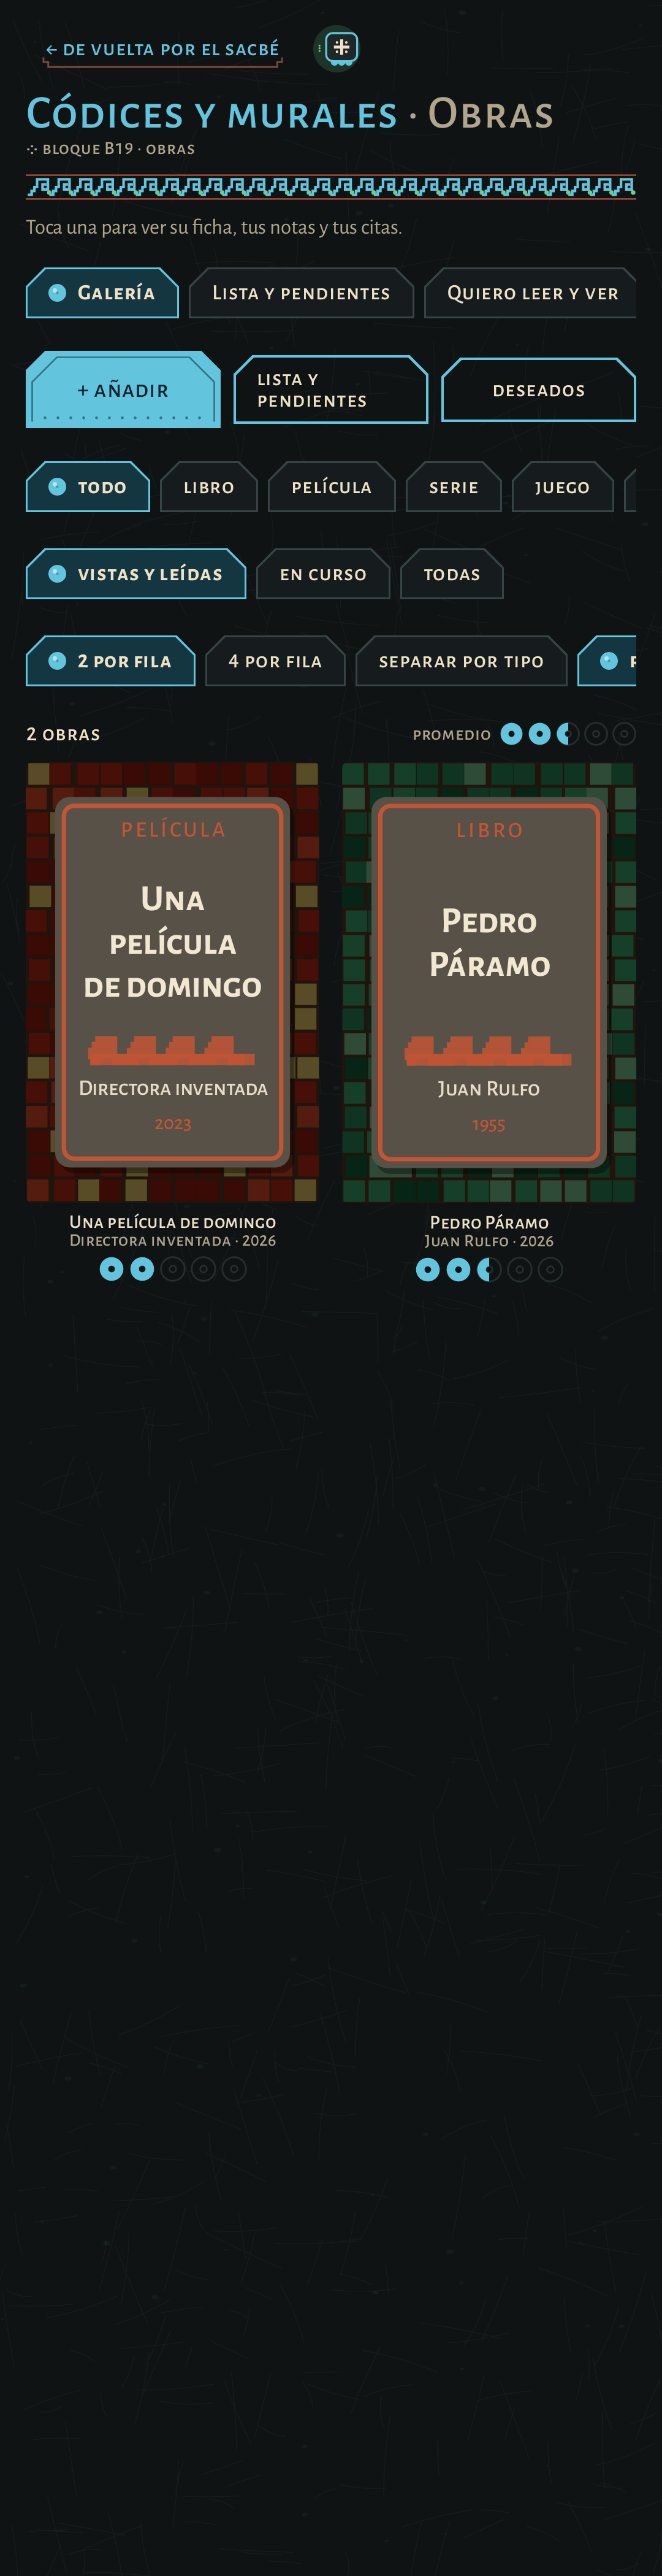 ← DE VUELTA POR EL SACBÉ
CÓDICES Y MURALES · OBRAS
BLOQUE B19 · OBRAS
Toca una para ver su ficha, tus notas y tus citas.
GALERÍA
LISTA Y PENDIENTES
QUIERO LEER Y VER
+ AÑADIR
LISTA Y
PENDIENTES
DESEADOS
TODO
LIBRO
PELÍCULA
SERIE
JUEGO
VISTAS Y LEÍDAS
EN CURSO
TODAS
2 POR FILA
4 POR FILA
SEPARAR POR TIPO
2 OBRAS
PROMEDIO
PELÍCULA
UNA
PELÍCULA
DE DOMINGO
DIRECTORA INVENTADA
2023
UNA PELÍCULA DE DOMINGO
DIRECTORA INVENTADA · 2026
LIBRO
PEDRO
PÁRAMO
JUAN RULFO
1955
PEDRO PÁRAMO
JUAN RULFO · 2026